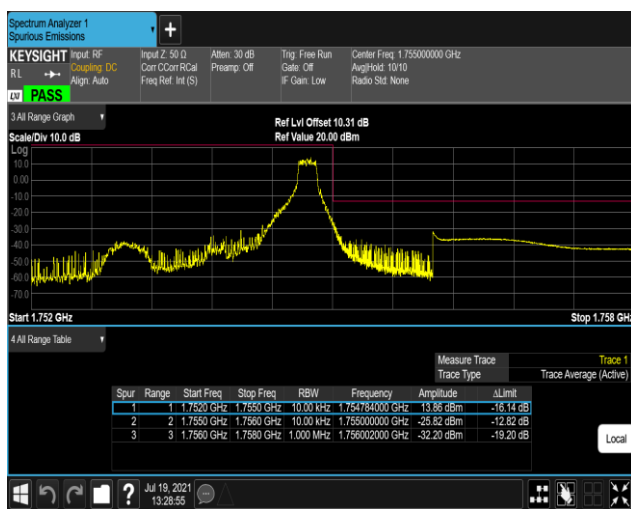 Spectrum Analyzer 1
Spurious Emissions
KEYSIGHT Input: RF Input Z: 50 Ω Atten: 30 dB Trig: Free Run Center Freq: 1.755000000 GHz
RL Coupling: DC Corr CCorr RCal Preamp: Off Gate: Off Avg|Hold: 10/10
Align: Auto Freq Ref: Int (S) IF Gain: Low Radio Std: None
LXI PASS
3 All Range Graph
Ref Lvl Offset 10.31 dB
Scale/Div 10.0 dB Ref Value 20.00 dBm
Log
10.0
0.00
-10.0
-20.0
-30.0
-40.0
-50.0
-60.0
-70.0
Start 1.752 GHz Stop 1.758 GHz
4 All Range Table
Measure Trace Trace 1
Trace Type Trace Average (Active)
Spur Range Start Freq Stop Freq RBW Frequency Amplitude ΔLimit
1 1 1.7520 GHz 1.7550 GHz 10.00 kHz 1.754784000 GHz 13.86 dBm -16.14 dB
2 2 1.7550 GHz 1.7560 GHz 10.00 kHz 1.755000000 GHz -25.82 dBm -12.82 dB
3 3 1.7560 GHz 1.7580 GHz 1.000 MHz 1.756002000 GHz -32.20 dBm -19.20 dB
Local
Jul 19, 2021
13:28:55